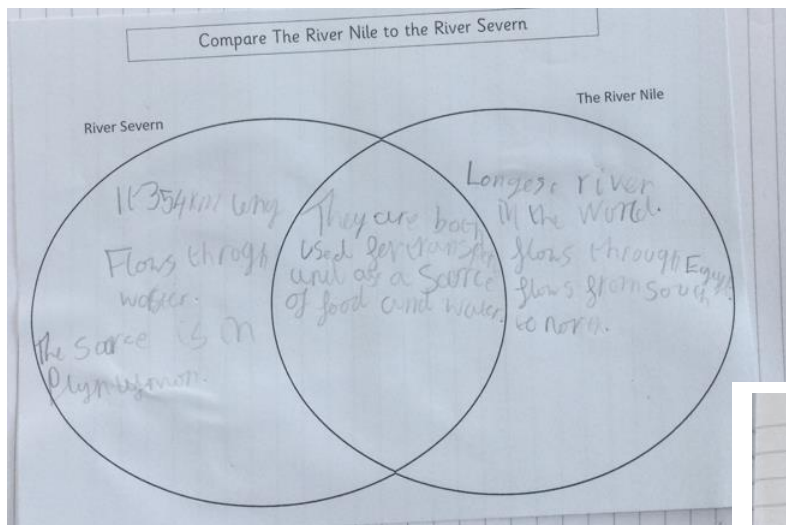 Compare The River Nile to the River Severn
River Severn
The River Nile
It 354km long
Flows throgh
water.
The sorce is in
They are both
used for transport
and as a Source
of food and water.
Longest river
in the world.
flows through Egypt.
flows from South
to north.